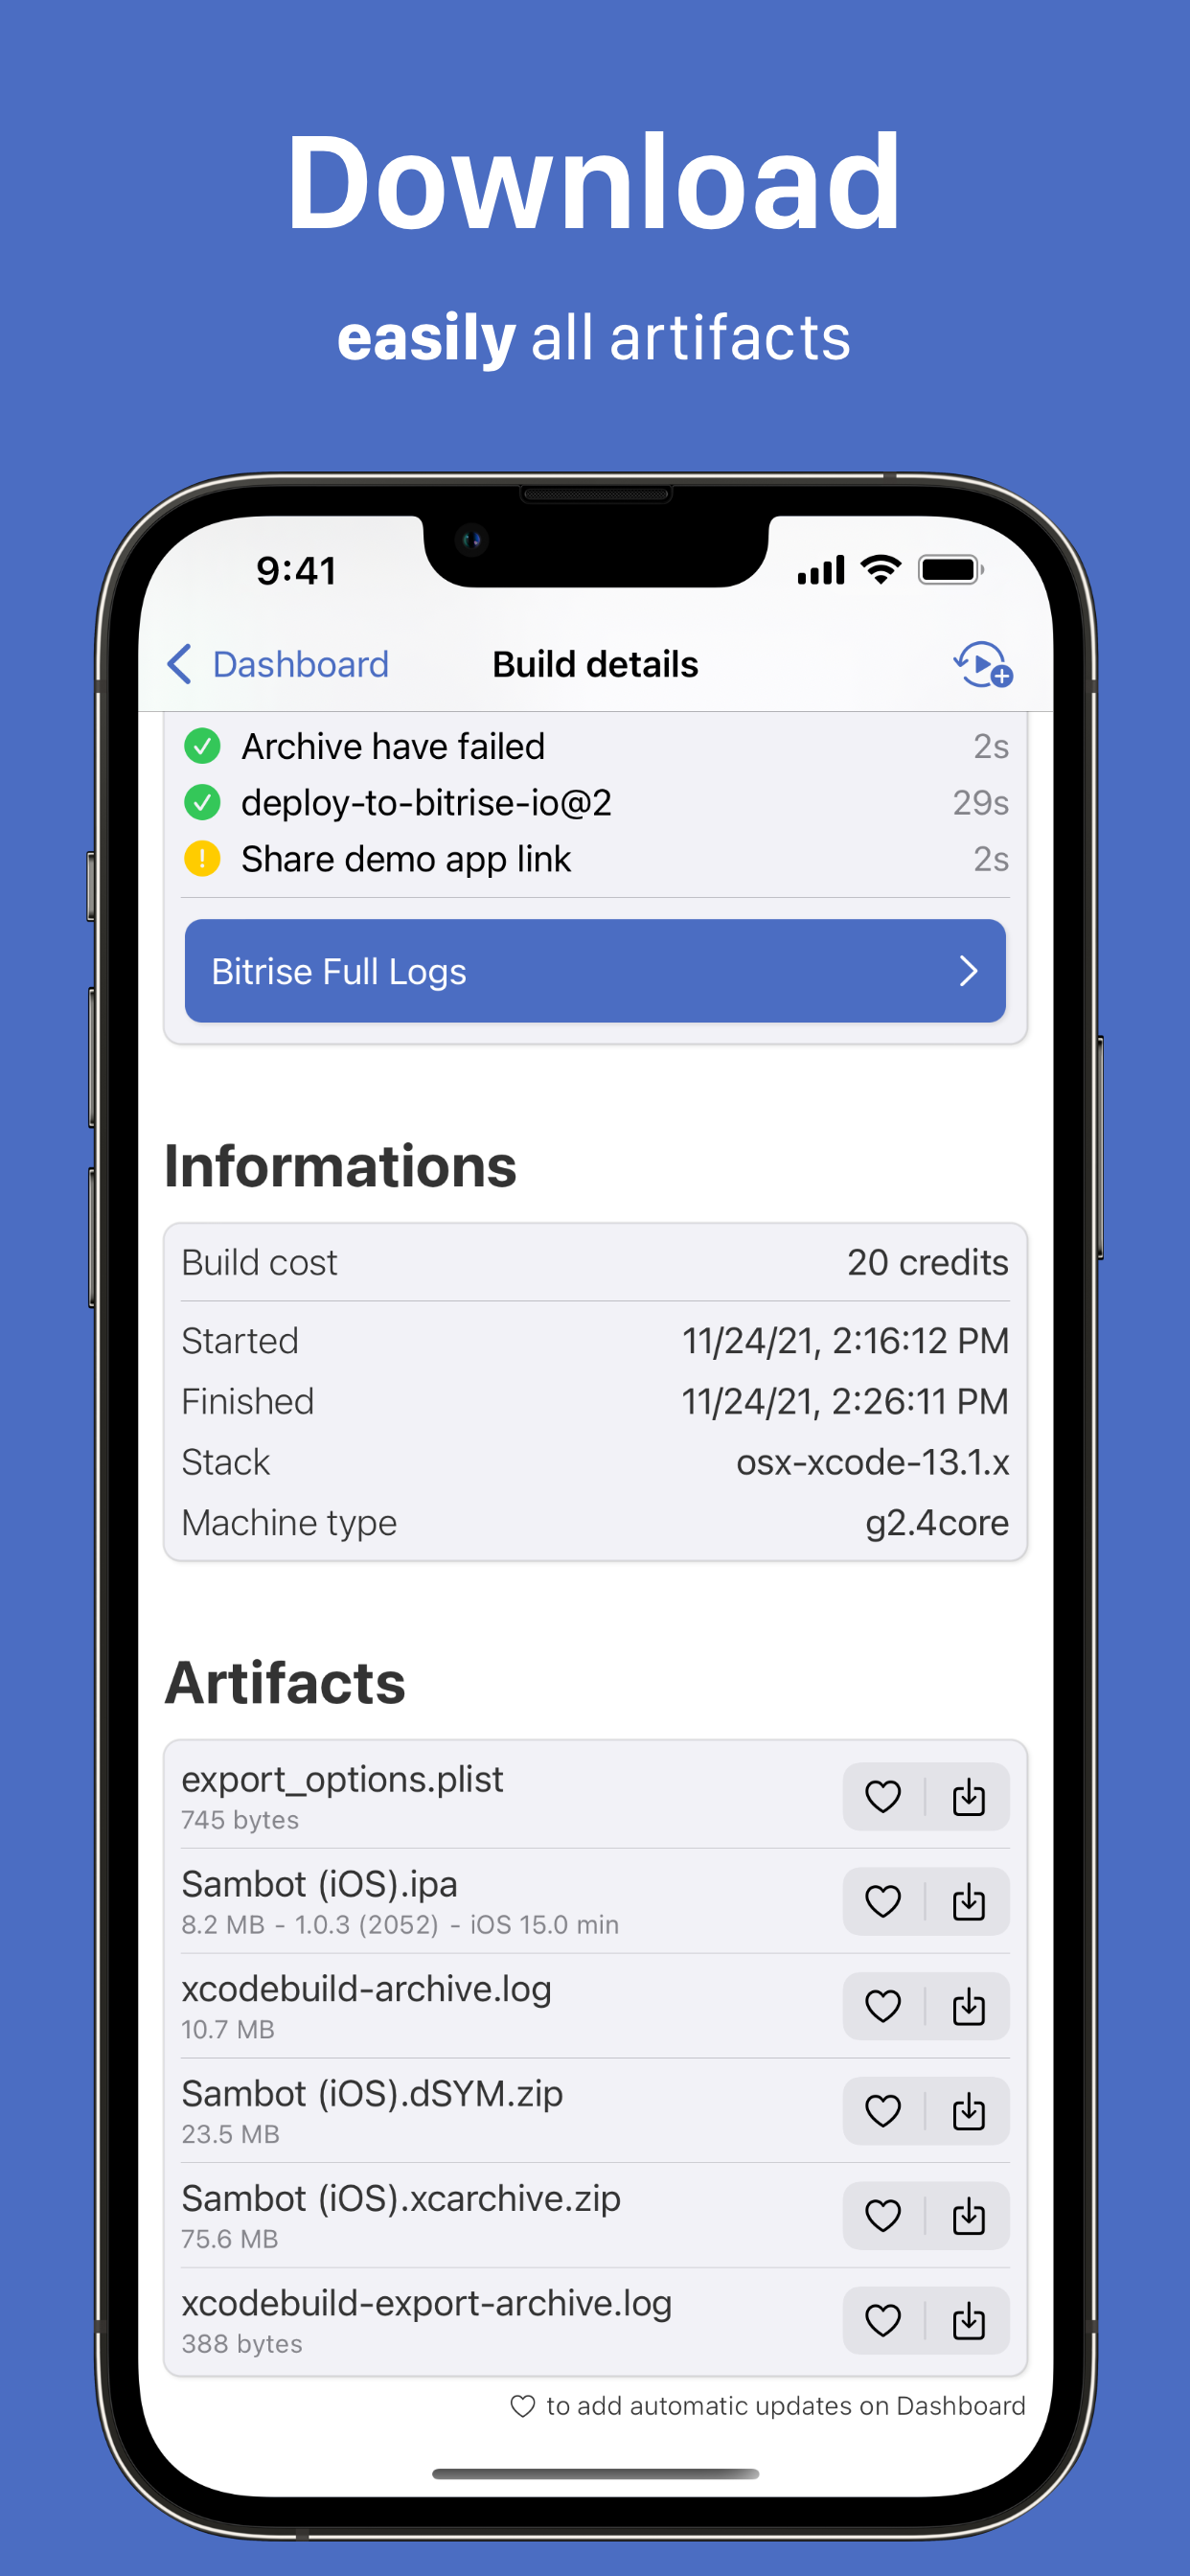 Download
easily all artifacts
9:41
Dashboard
Build details
Archive have failed 2s
deploy-to-bitrise-io@2 29s
Share demo app link 2s
Bitrise Full Logs
Informations
Build cost 20 credits
Started 11/24/21, 2:16:12 PM
Finished 11/24/21, 2:26:11 PM
Stack osx-xcode-13.1.x
Machine type g2.4core
Artifacts
export_options.plist
745 bytes
Sambot (iOS).ipa
8.2 MB - 1.0.3 (2052) - iOS 15.0 min
xcodebuild-archive.log
10.7 MB
Sambot (iOS).dSYM.zip
23.5 MB
Sambot (iOS).xcarchive.zip
75.6 MB
xcodebuild-export-archive.log
388 bytes
to add automatic updates on Dashboard